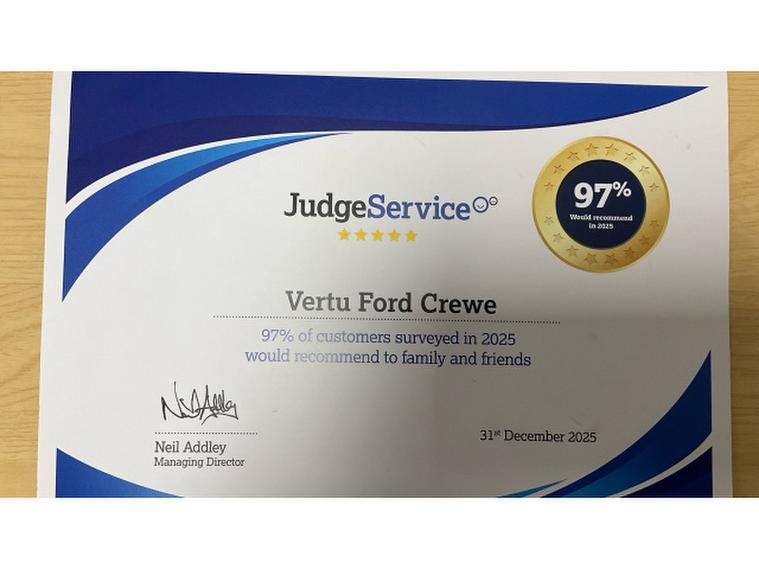 JudgeService
97%
Would recommend
in 2025
Vertu Ford Crewe
97% of customers surveyed in 2025
would recommend to family and friends
Neil Addley
Managing Director
31st December 2025